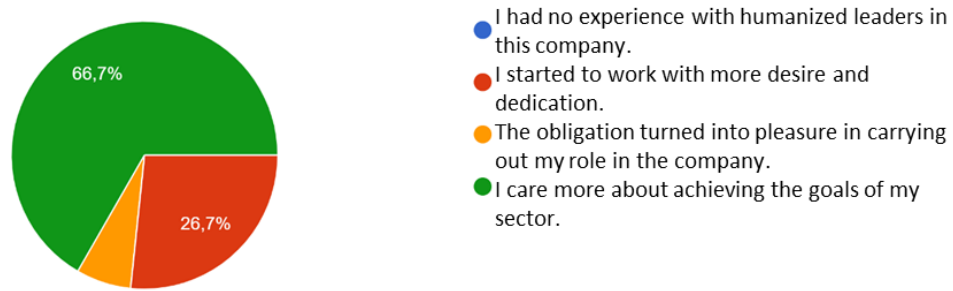 66,7%
26,7%
I had no experience with humanized leaders in
this company.
I started to work with more desire and
dedication.
The obligation turned into pleasure in carrying
out my role in the company.
I care more about achieving the goals of my
sector.